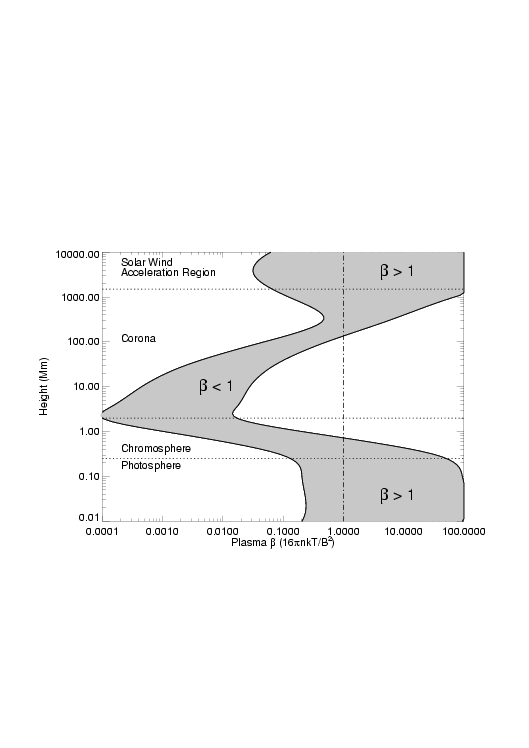 10000.00
1000.00
100.00
10.00
1.00
0.10
0.01
Height (Mm)
Solar Wind
Acceleration Region
β > 1
Corona
β < 1
Chromosphere
Photosphere
β > 1
0.0001 0.0010 0.0100 0.1000 1.0000 10.0000 100.0000
Plasma β (16πnkT/B²)